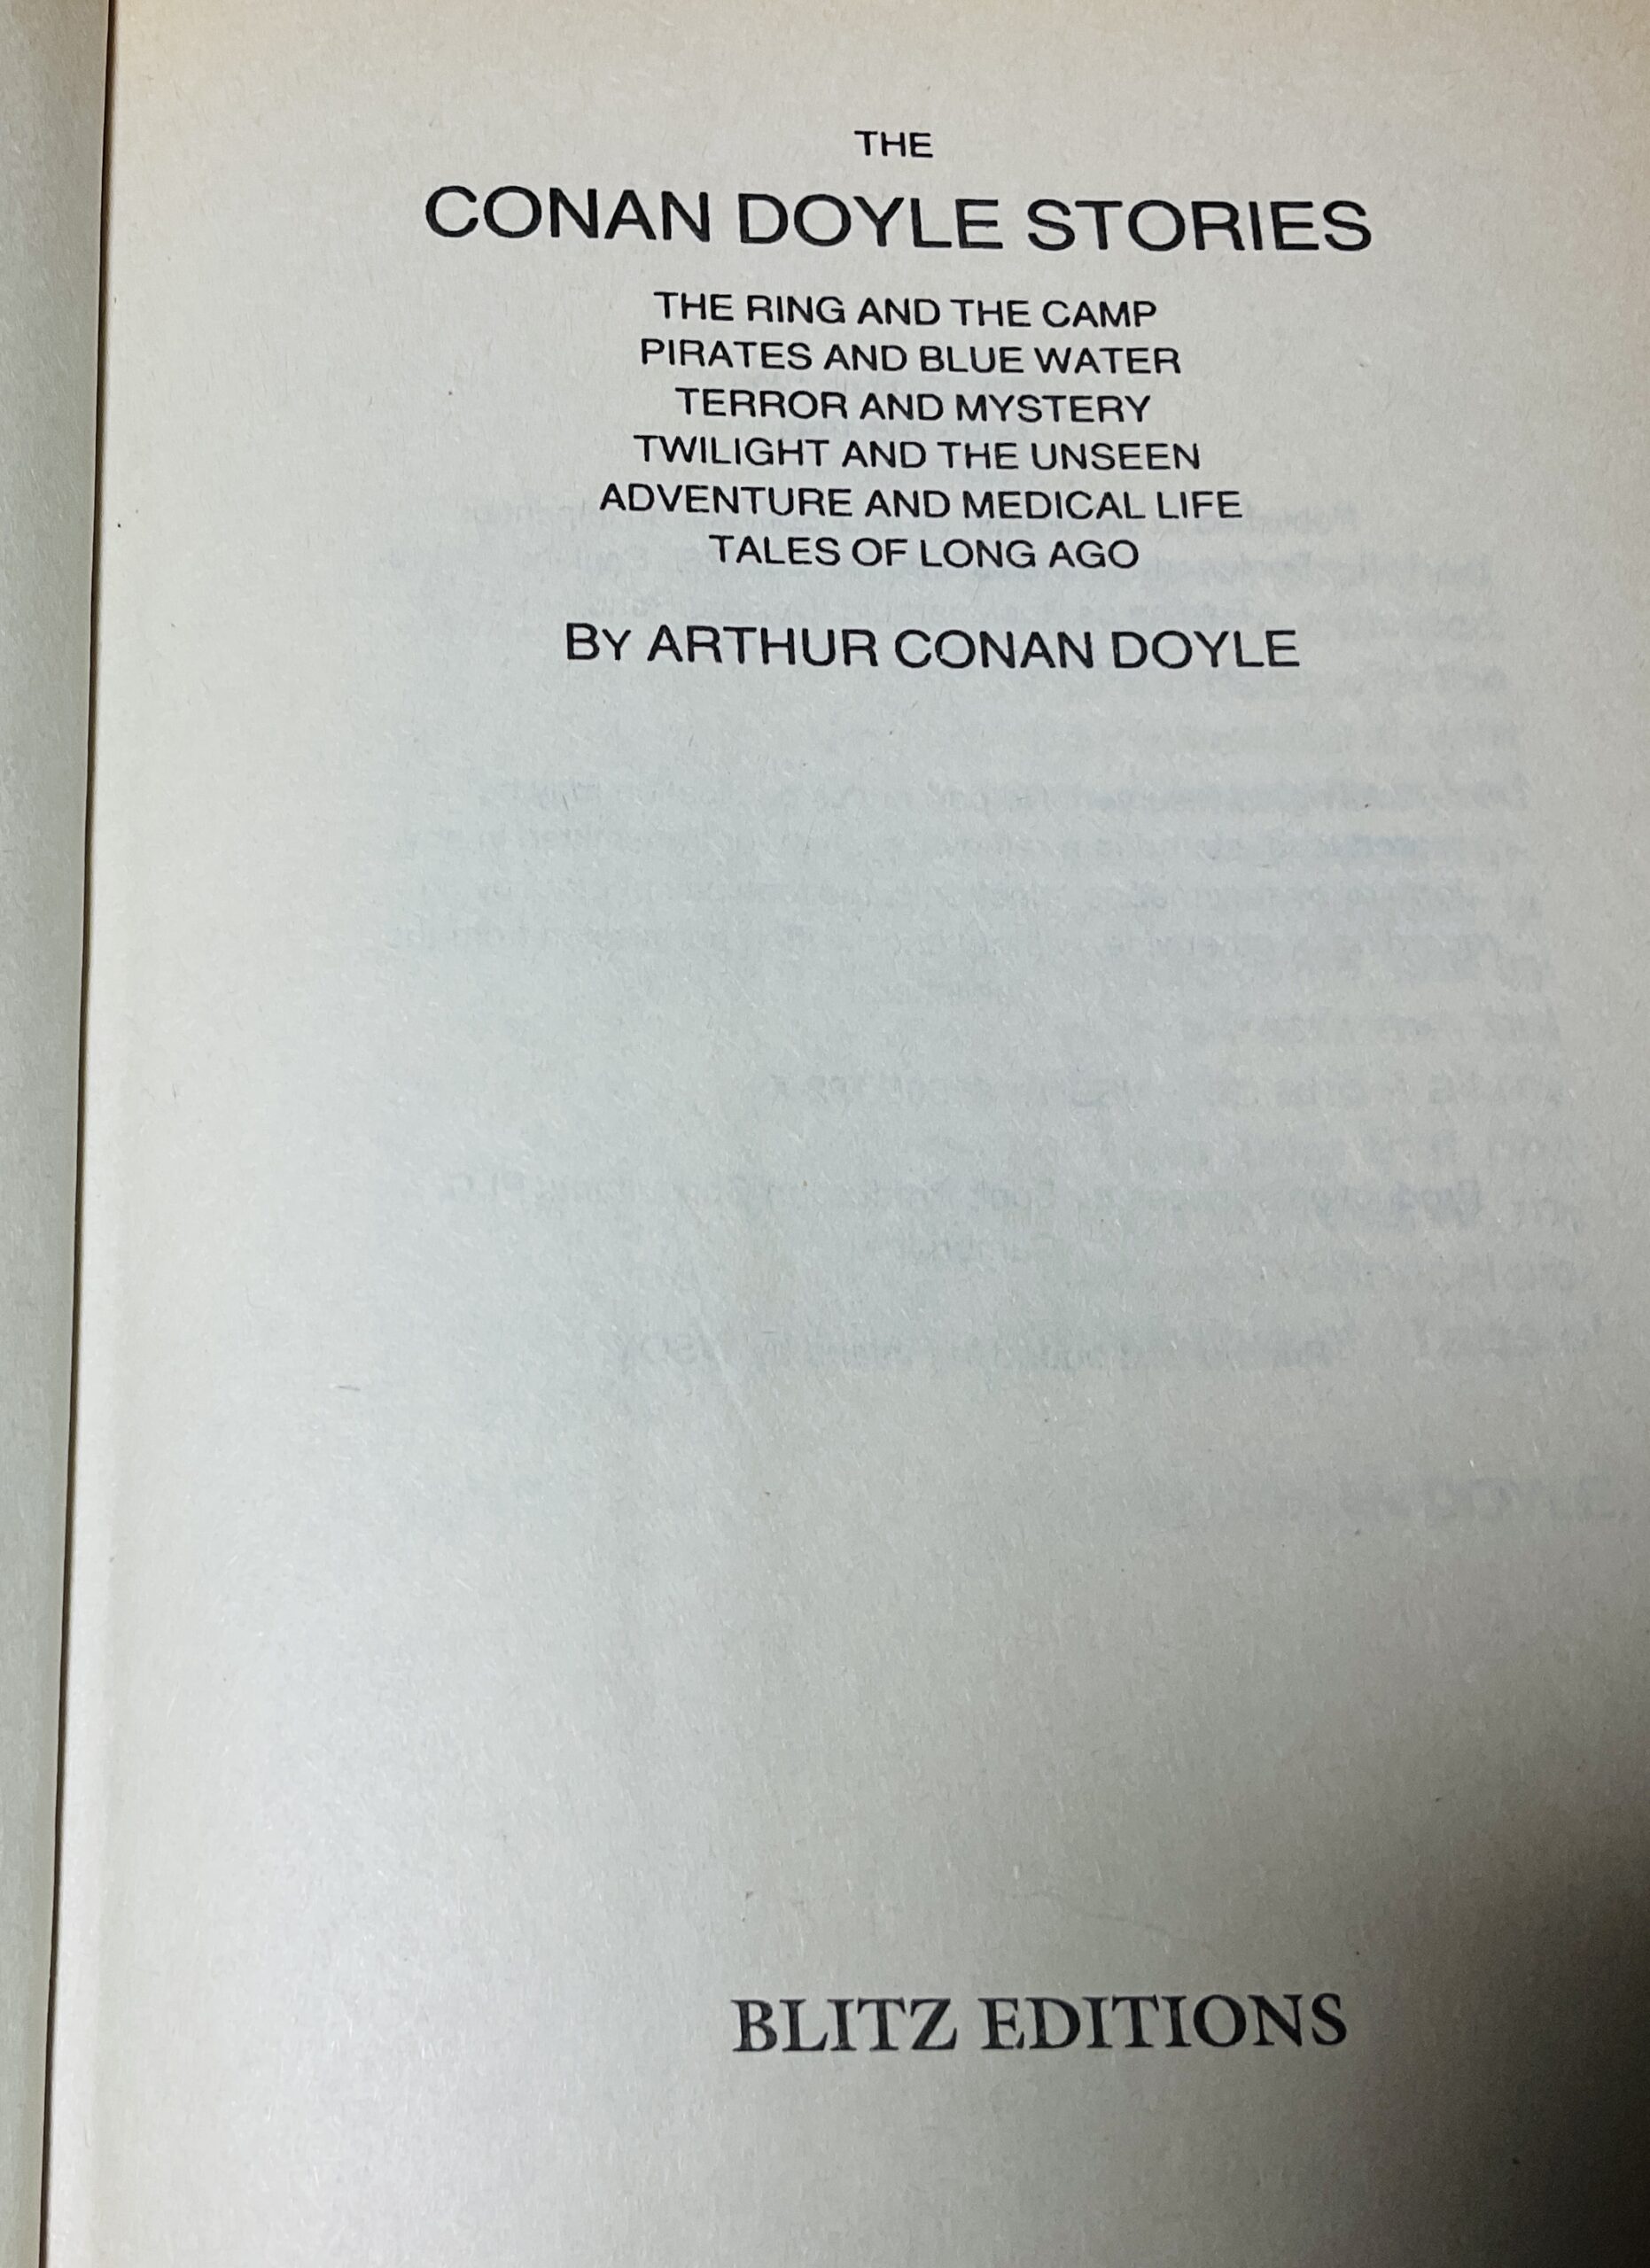 THE
CONAN DOYLE STORIES
THE RING AND THE CAMP
PIRATES AND BLUE WATER
TERROR AND MYSTERY
TWILIGHT AND THE UNSEEN
ADVENTURE AND MEDICAL LIFE
TALES OF LONG AGO
BY ARTHUR CONAN DOYLE
BLITZ EDITIONS